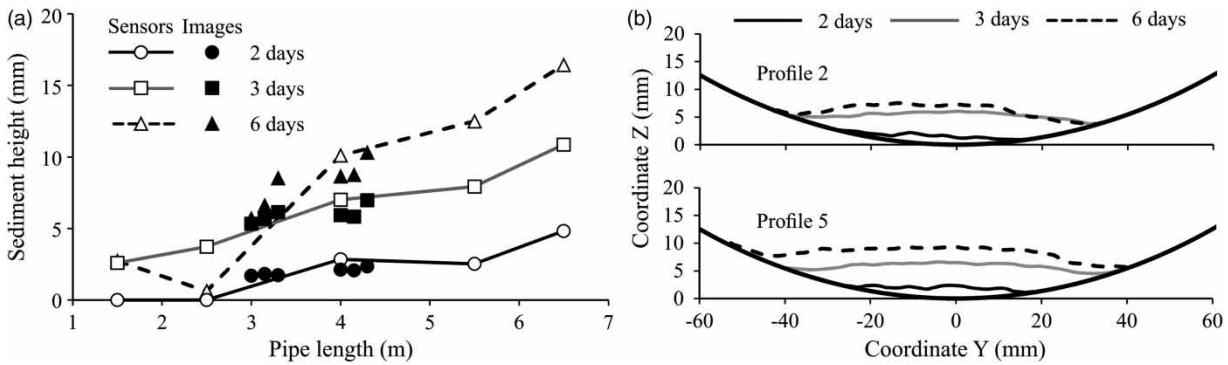 (a)
Sensors Images
2 days
3 days
6 days
20
15
10
5
0
Sediment height (mm)
1 2 3 4 5 6 7
Pipe length (m)
(b)
2 days 3 days 6 days
20
15
10
5
0
Profile 2
20
15
10
5
0
Profile 5
Coordinate Z (mm)
-60 -40 -20 0 20 40 60
Coordinate Y (mm)